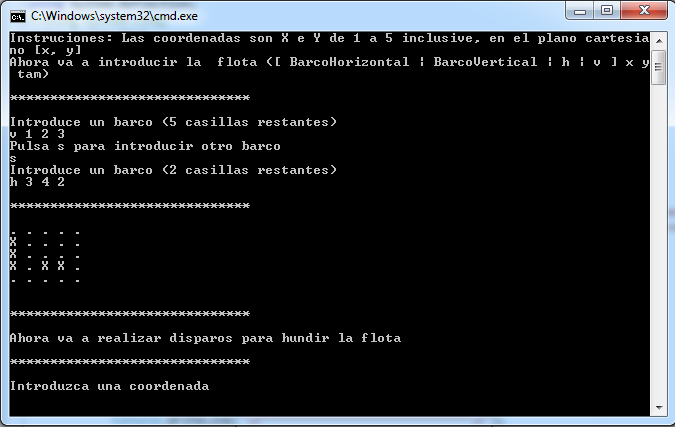 C:\Windows\system32\cmd.exe
Instruciones: Las coordenadas son X e Y de 1 a 5 inclusive, en el plano cartesia
no [x, y]
Ahora va a introducir la  flota ([ BarcoHorizontal ¦ BarcoVertical ¦ h ¦ v ] x y
 tam)
******************************
Introduce un barco (5 casillas restantes)
v 1 2 3
Pulsa s para introducir otro barco
s
Introduce un barco (2 casillas restantes)
h 3 4 2
******************************
. . . . .
X . . . .
X . . . .
X . X X .
. . . . .
******************************
Ahora va a realizar disparos para hundir la flota
******************************
Introduzca una coordenada